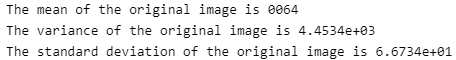 The mean of the original image is 0064
The variance of the original image is 4.4534e+03
The standard deviation of the original image is 6.6734e+01